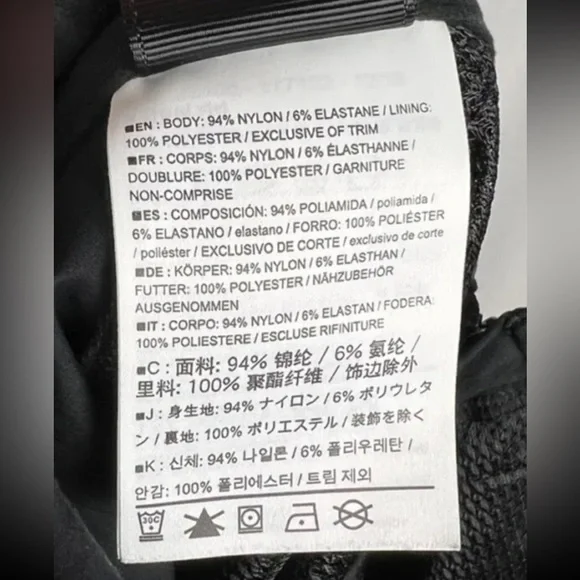 ■EN : BODY: 94% NYLON / 6% ELASTANE / LINING:
100% POLYESTER / EXCLUSIVE OF TRIM
■FR : CORPS: 94% NYLON / 6% ÉLASTHANNE /
DOUBLURE: 100% POLYESTER / GARNITURE
NON-COMPRISE
■ES : COMPOSICIÓN: 94% POLIAMIDA / poliamida /
6% ELASTANO / elastano / FORRO: 100% POLIÉSTER
/ poliéster / EXCLUSIVO DE CORTE / exclusivo de corte
■DE : KÖRPER: 94% NYLON / 6% ELASTHAN /
FUTTER: 100% POLYESTER / NÄHZUBEHÖR
AUSGENOMMEN
■IT : CORPO: 94% NYLON / 6% ELASTAN / FODERA:
100% POLIESTERE / ESCLUSE RIFINITURE
■C : 面料: 94% 锦纶 / 6% 氨纶 /
里料: 100% 聚酯纤维 / 饰边除外
■J : 身生地: 94% ナイロン / 6% ポリウレタ
ン / 裏地: 100% ポリエステル / 装飾を除く
■K : 신체: 94% 나일론 / 6% 폴리우레탄 /
안감: 100% 폴리에스터 / 트림 제외
30C